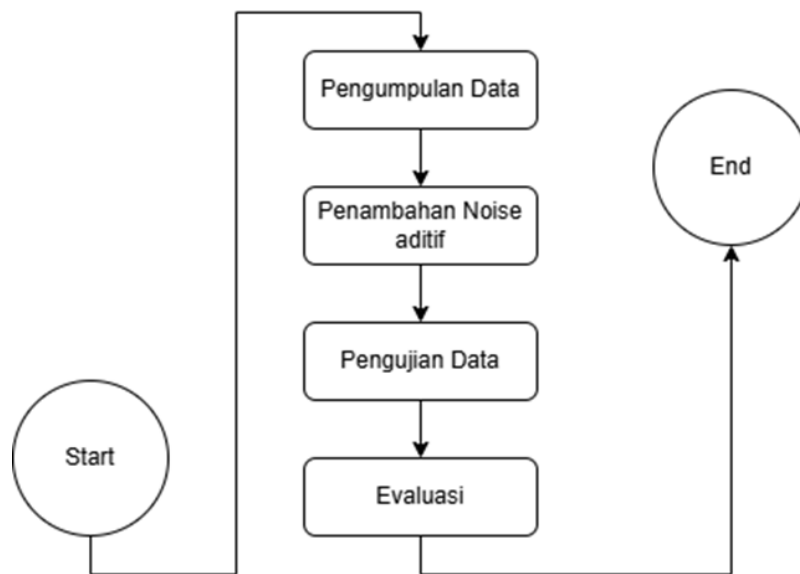 Start
Pengumpulan Data
Penambahan Noise
aditif
Pengujian Data
Evaluasi
End